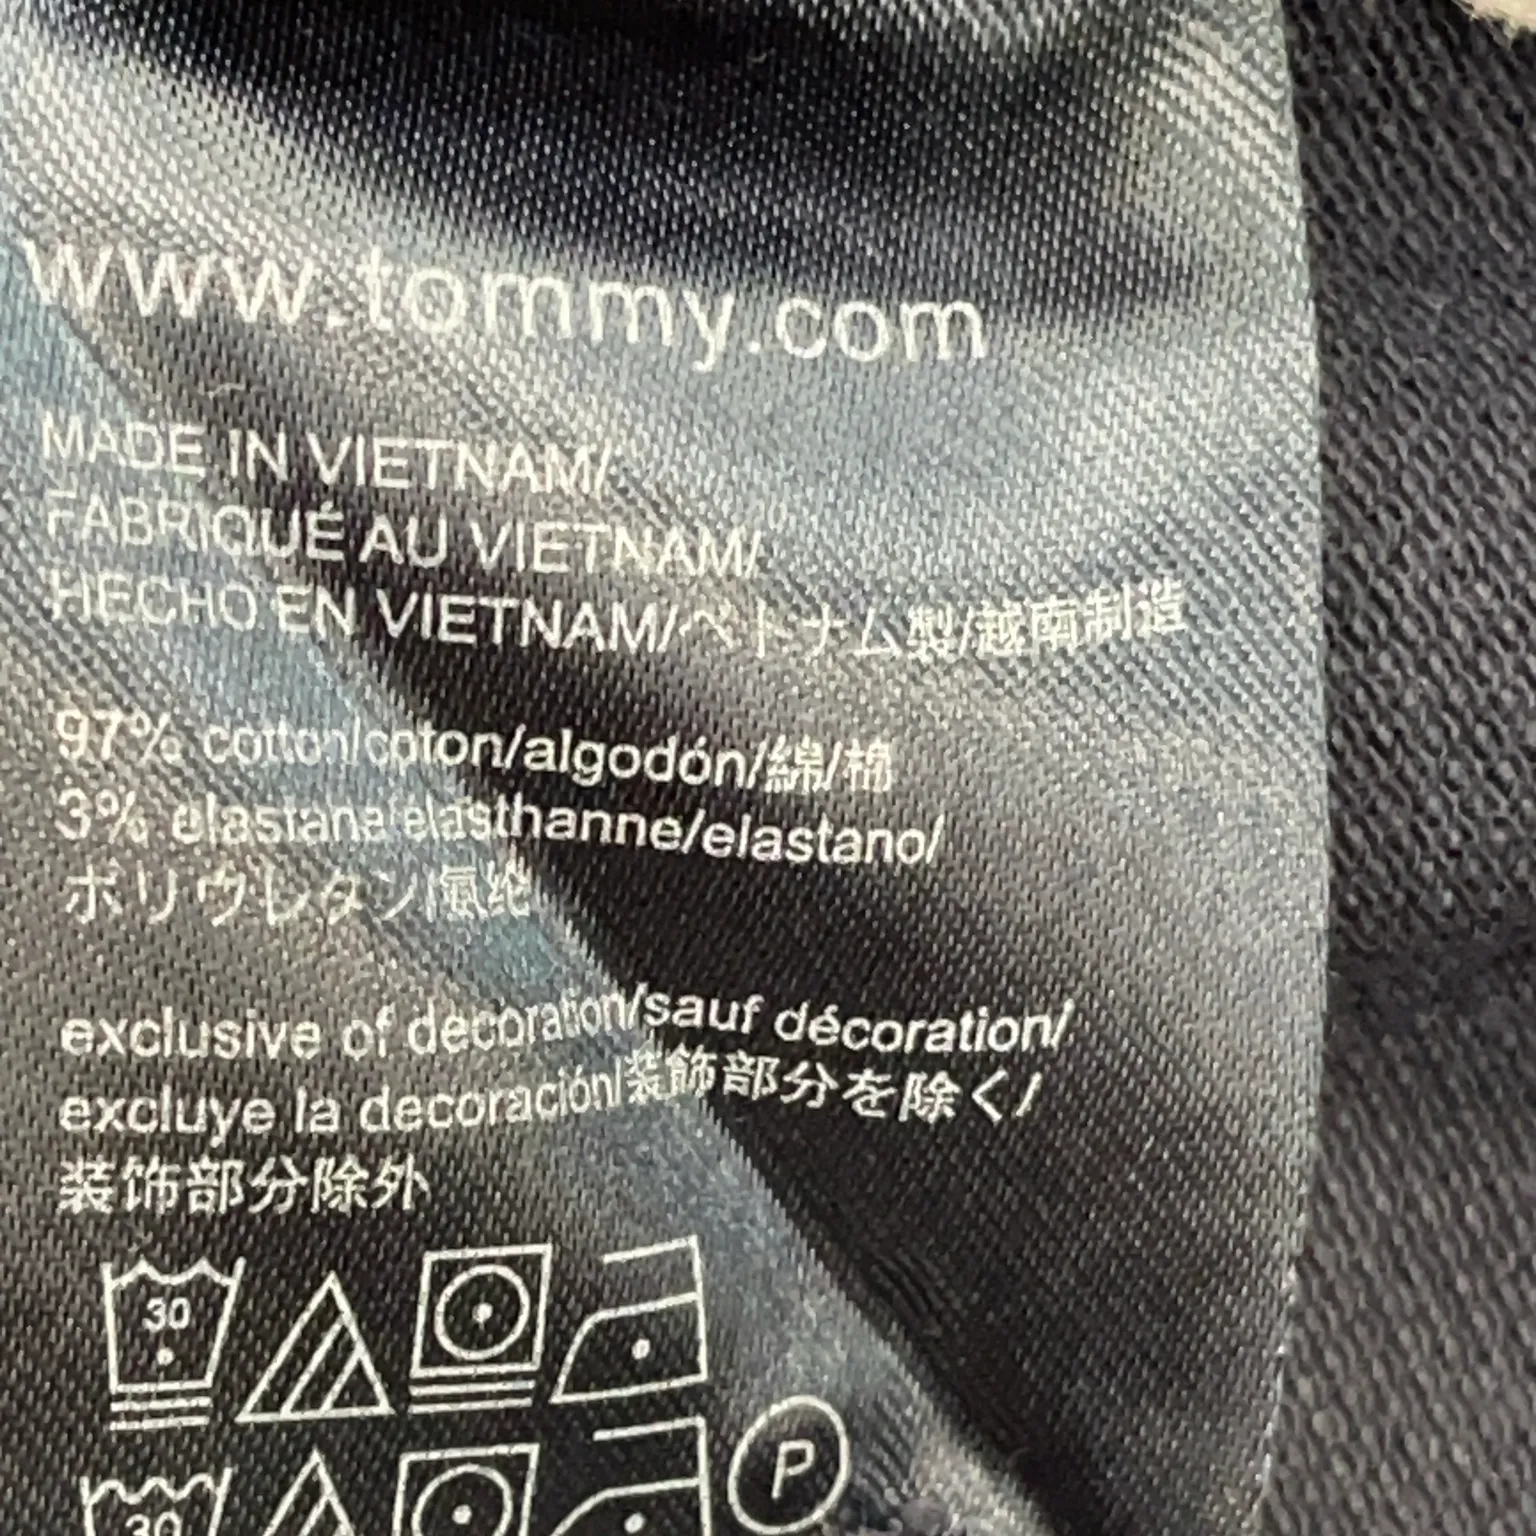 www.tommy.com
MADE IN VIETNAM/
FABRIQUÉ AU VIETNAM/
HECHO EN VIETNAM/ベトナム製/越南制造
97% cotton/coton/algodón/綿/棉
3% elastane/elasthanne/elastano/
ポリウレタン/氨纶
exclusive of decoration/sauf décoration/
excluye la decoración/装飾部分を除く/
装饰部分除外
30
P
30